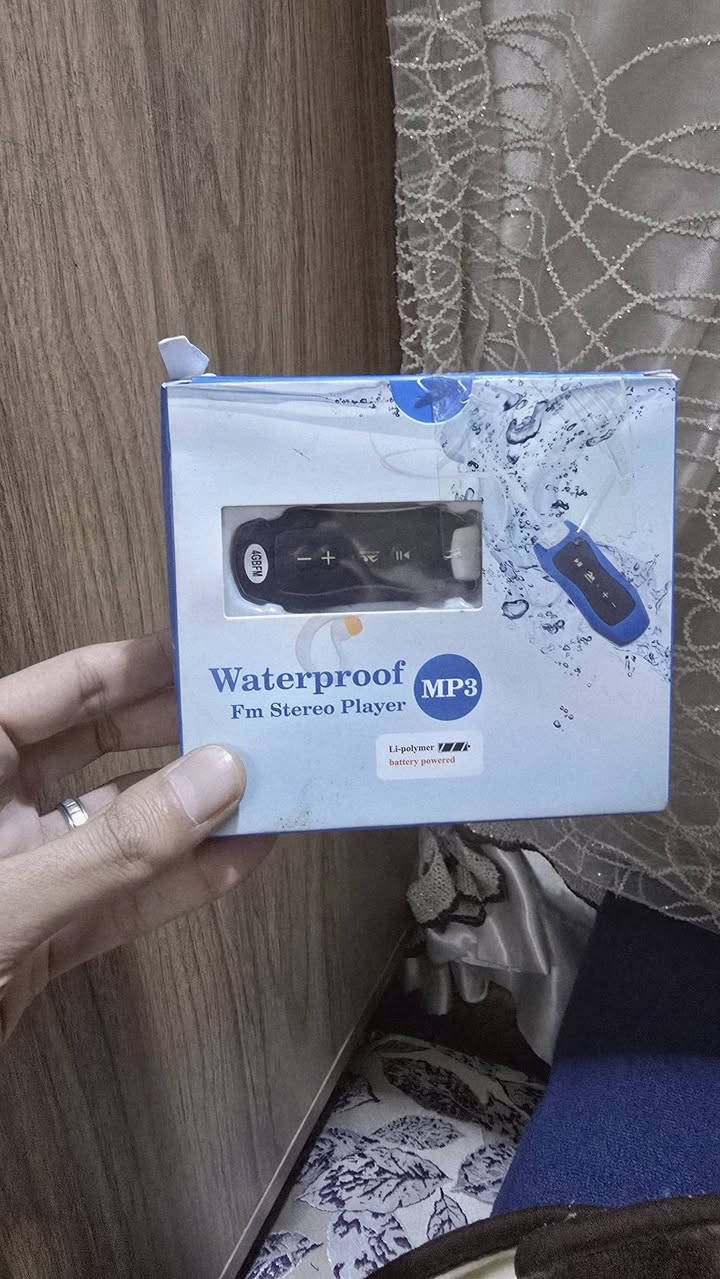 4GBFM
Waterproof
MP3
Fm Stereo Player
Li-polymer
battery powered